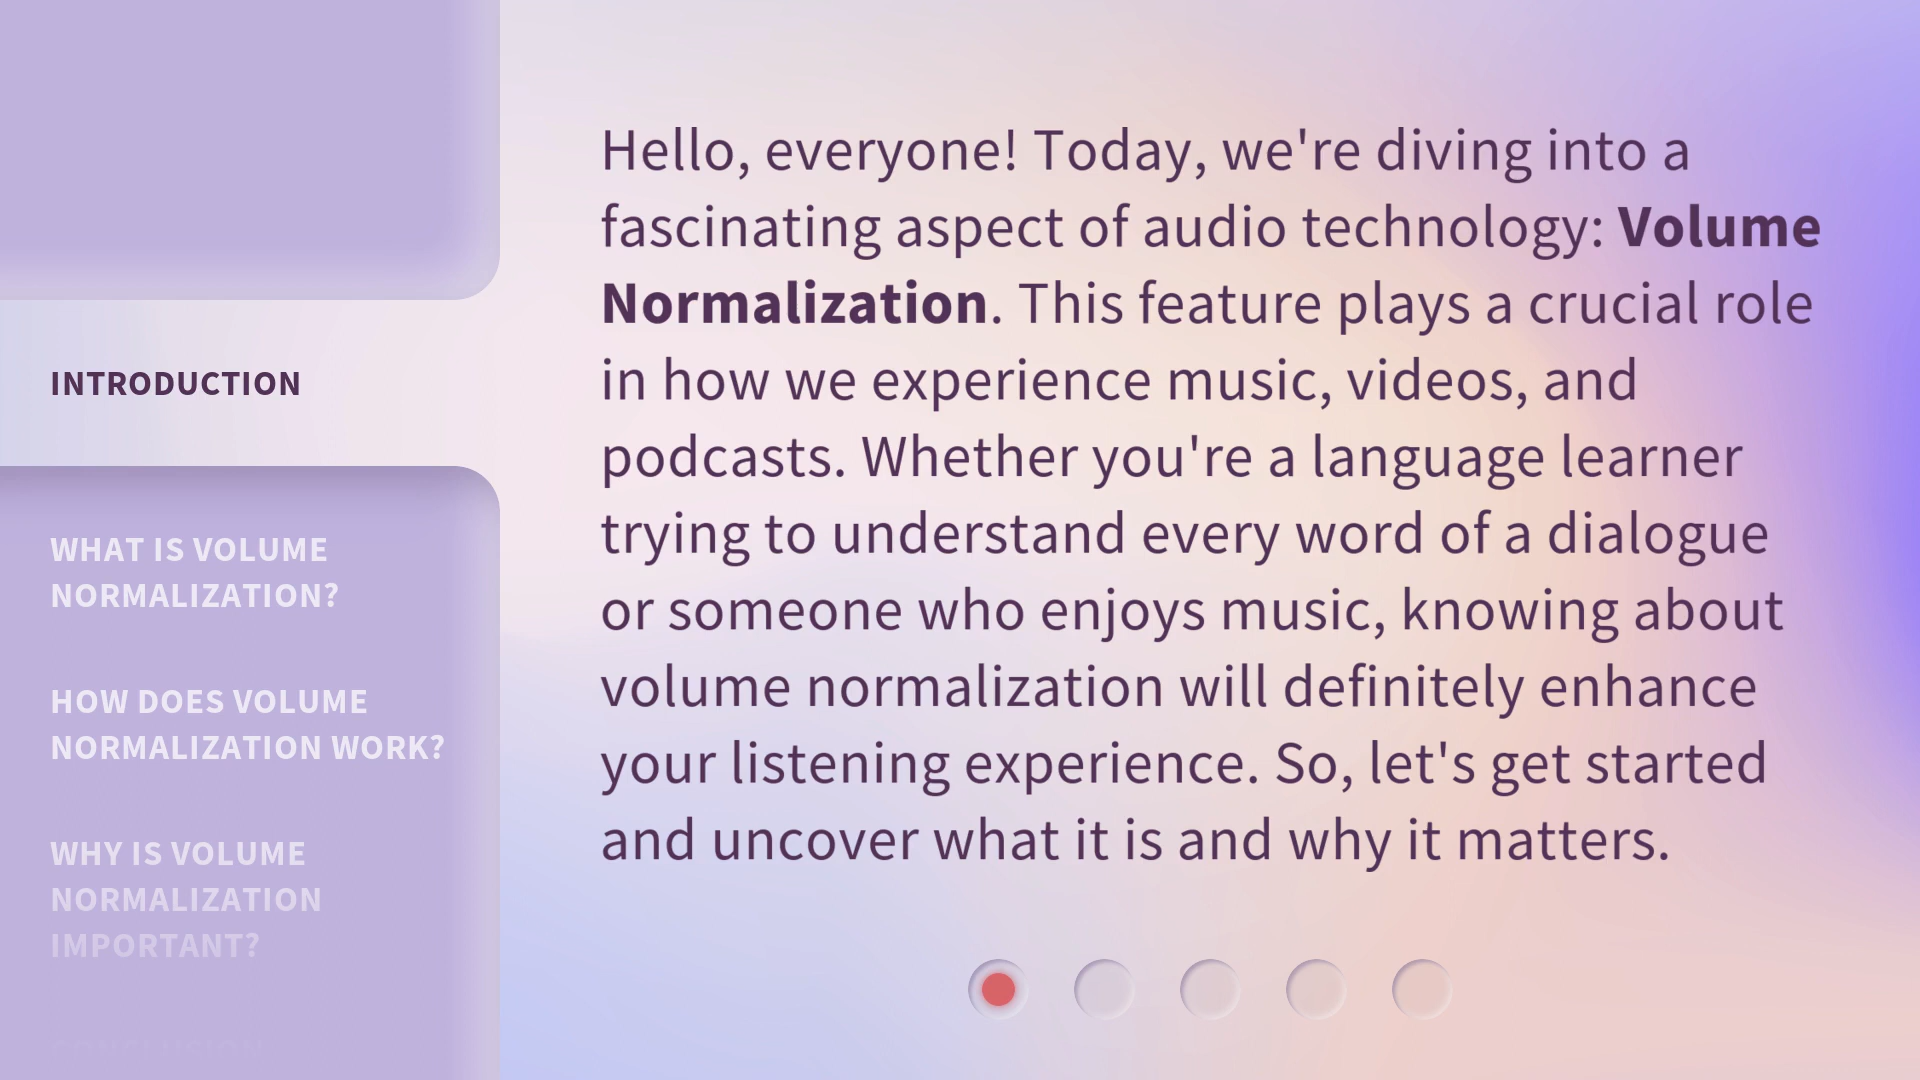 INTRODUCTION
WHAT IS VOLUME
NORMALIZATION?
HOW DOES VOLUME
NORMALIZATION WORK?
WHY IS VOLUME
NORMALIZATION
IMPORTANT?
CONCLUSION
Hello, everyone! Today, we're diving into a
fascinating aspect of audio technology: Volume
Normalization. This feature plays a crucial role
in how we experience music, videos, and
podcasts. Whether you're a language learner
trying to understand every word of a dialogue
or someone who enjoys music, knowing about
volume normalization will definitely enhance
your listening experience. So, let's get started
and uncover what it is and why it matters.